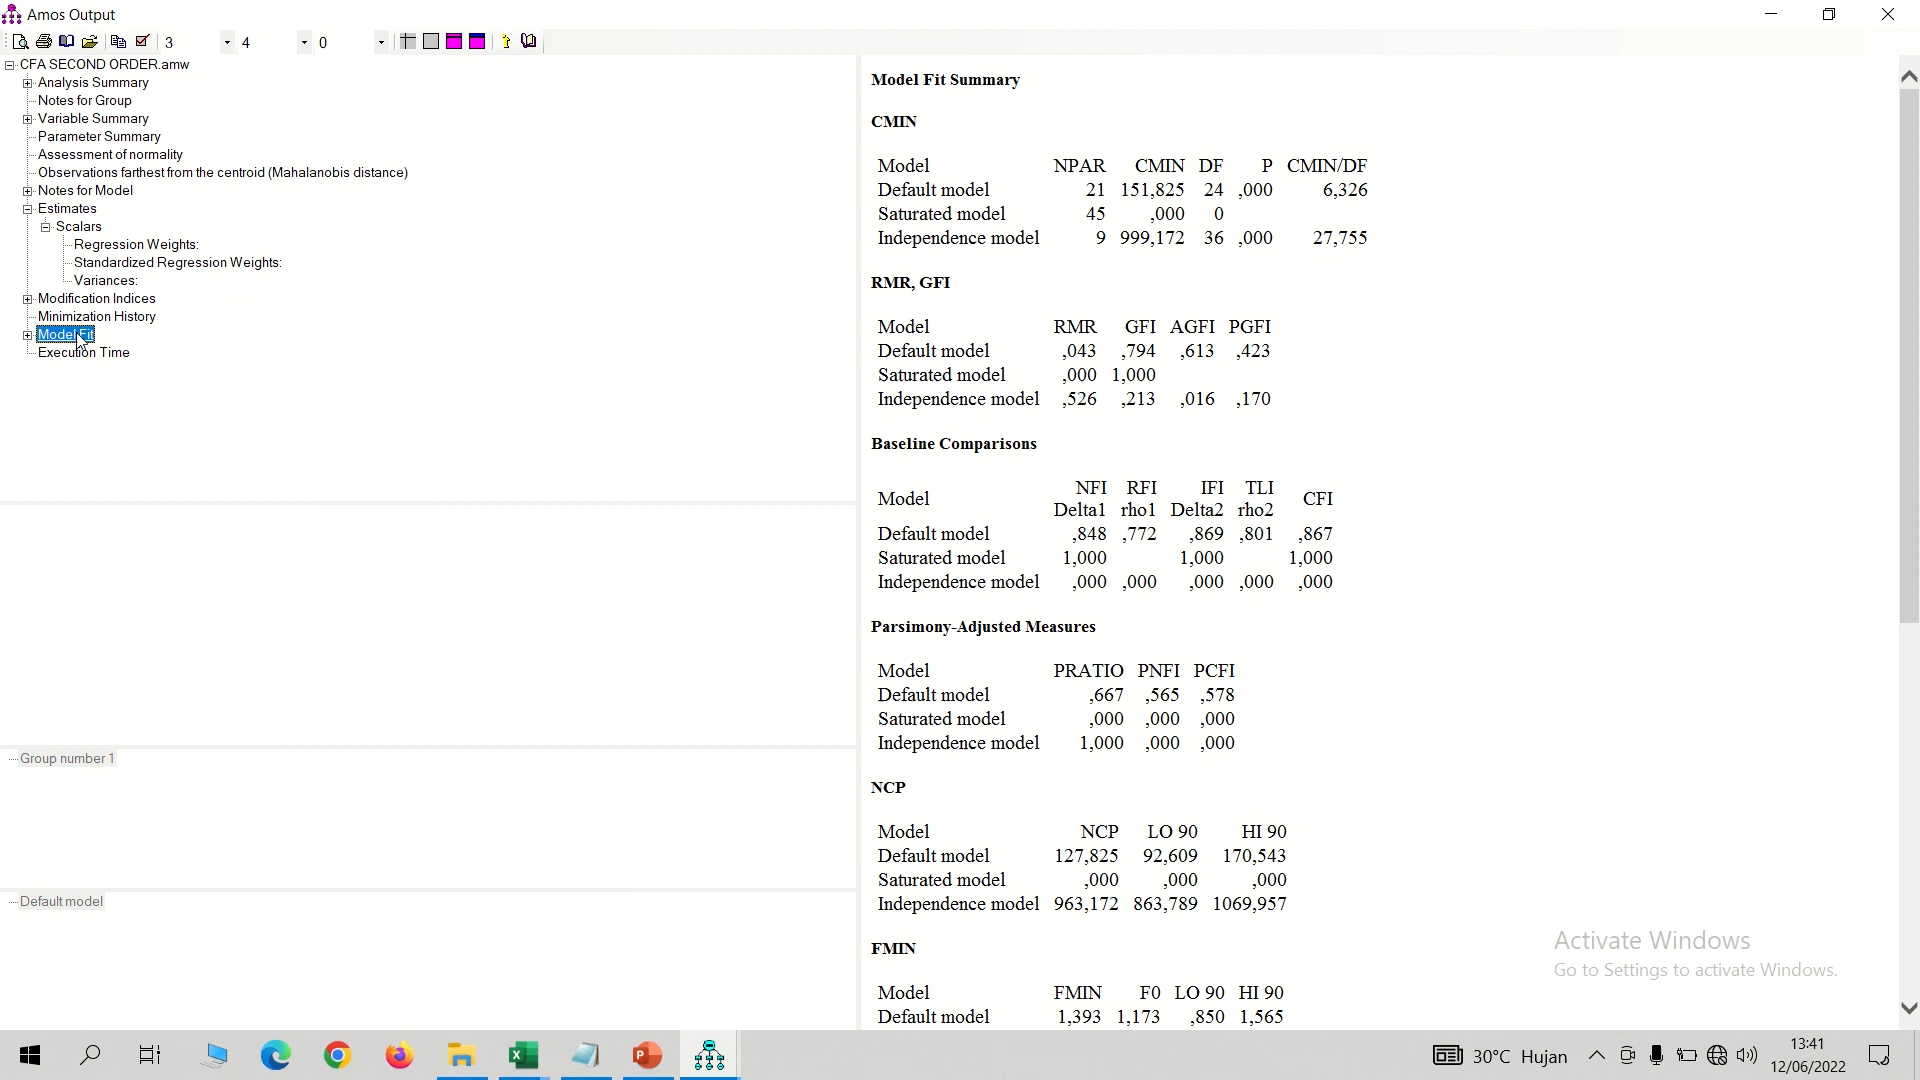 Amos Output
3 4 0
CFA SECOND ORDER.amw
Analysis Summary
Notes for Group
Variable Summary
Parameter Summary
Assessment of normality
Observations farthest from the centroid (Mahalanobis distance)
Notes for Model
Estimates
Scalars
Regression Weights:
Standardized Regression Weights:
Variances:
Modification Indices
Minimization History
Model Fit
Execution Time
Group number 1
Default model
Model Fit Summary
CMIN
Model NPAR CMIN DF P CMIN/DF
Default model 21 151,825 24 ,000 6,326
Saturated model 45 ,000 0
Independence model 9 999,172 36 ,000 27,755
RMR, GFI
Model RMR GFI AGFI PGFI
Default model ,043 ,794 ,613 ,423
Saturated model ,000 1,000
Independence model ,526 ,213 ,016 ,170
Baseline Comparisons
Model NFI RFI IFI TLI CFI
Delta1 rho1 Delta2 rho2
Default model ,848 ,772 ,869 ,801 ,867
Saturated model 1,000 1,000 1,000
Independence model ,000 ,000 ,000 ,000 ,000
Parsimony-Adjusted Measures
Model PRATIO PNFI PCFI
Default model ,667 ,565 ,578
Saturated model ,000 ,000 ,000
Independence model 1,000 ,000 ,000
NCP
Model NCP LO 90 HI 90
Default model 127,825 92,609 170,543
Saturated model ,000 ,000 ,000
Independence model 963,172 863,789 1069,957
FMIN
Model FMIN F0 LO 90 HI 90
Default model 1,393 1,173 ,850 1,565
Activate Windows
Go to Settings to activate Windows.
30°C Hujan
13:41
12/06/2022